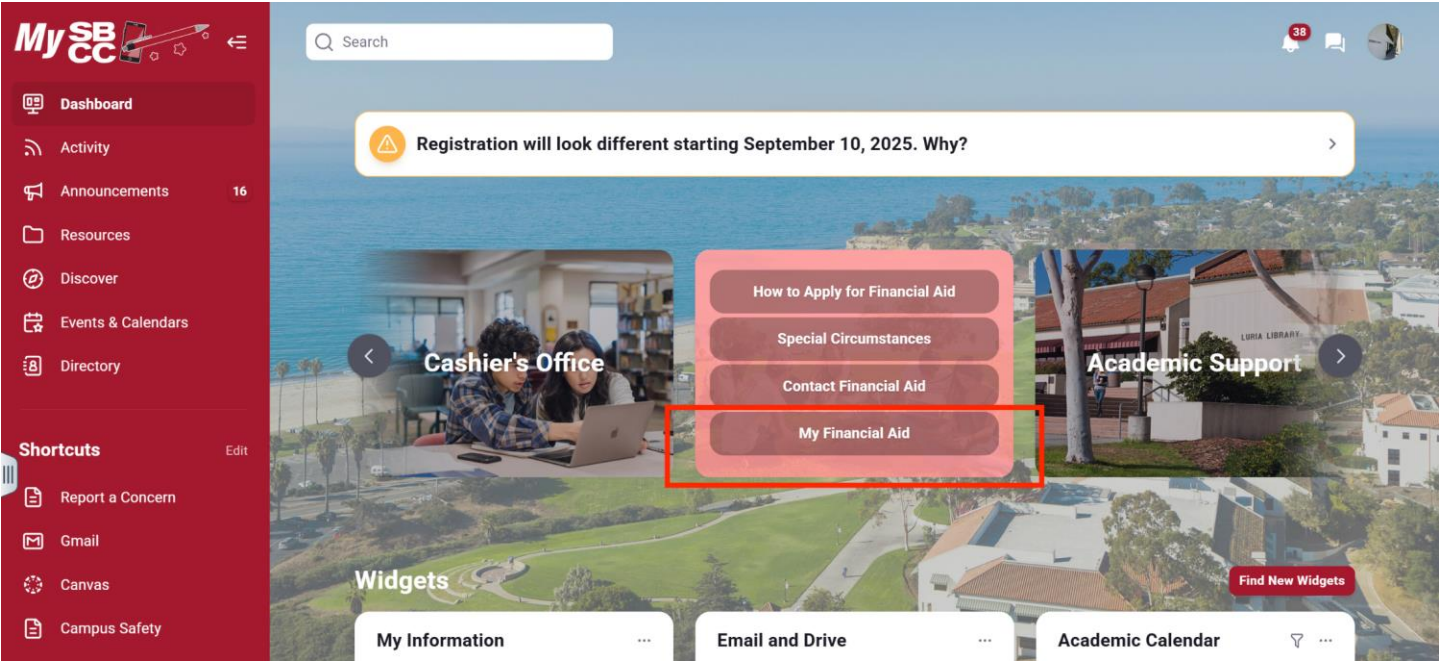 My SB
CC
Dashboard
Activity
Announcements 16
Resources
Discover
Events & Calendars
Directory
Shortcuts Edit
Report a Concern
Gmail
Canvas
Campus Safety
Search
38
Registration will look different starting September 10, 2025. Why?
Cashier's Office
How to Apply for Financial Aid
Special Circumstances
Contact Financial Aid
My Financial Aid
LURIA LIBRARY
Academic Support
Widgets
Find New Widgets
My Information
Email and Drive
Academic Calendar